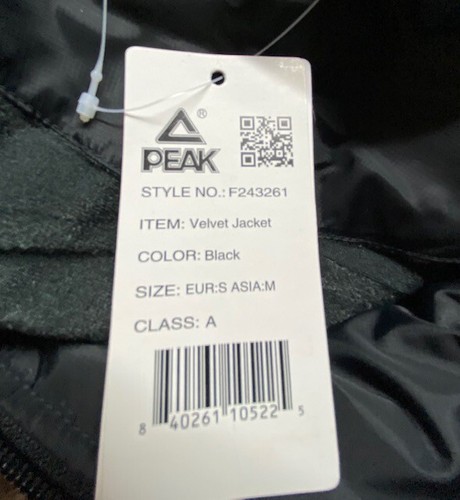 ®
PEAK
STYLE NO.: F243261
ITEM: Velvet Jacket
COLOR: Black
SIZE: EUR:S ASIA:M
CLASS: A
8 40261 10522 5